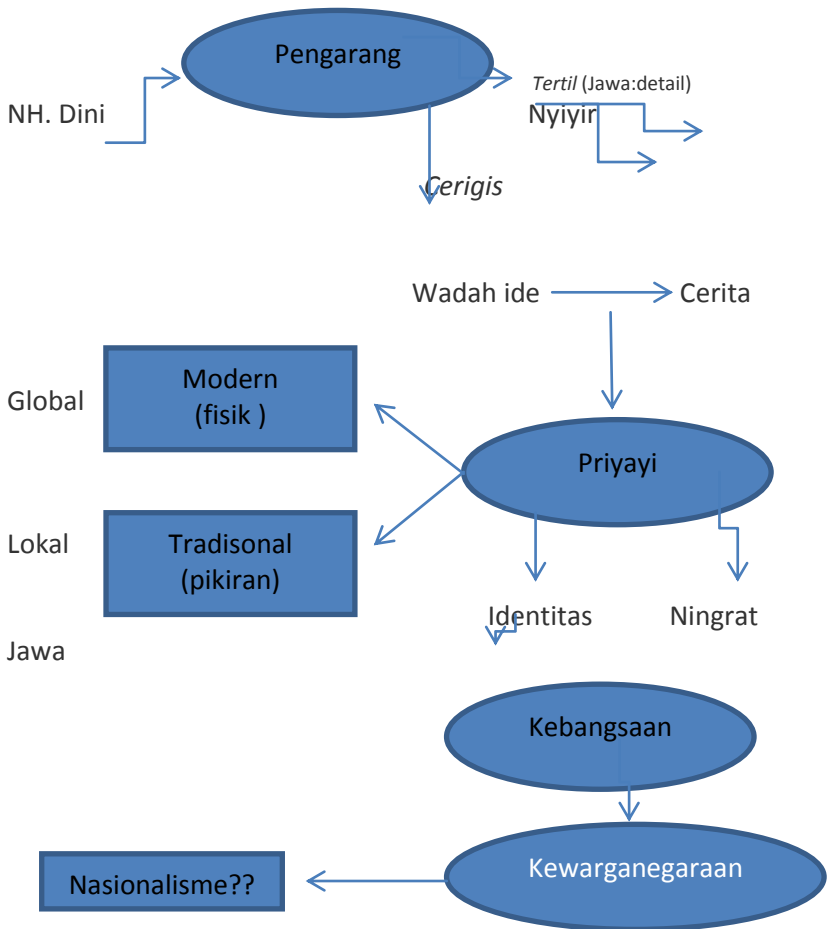 Pengarang
Tertil (Jawa:detail)
NH. Dini
Nyiyir
Cerigis
Wadah ide
Cerita
Global
Modern
(fisik )
Priyayi
Lokal
Tradisonal
(pikiran)
Identitas
Ningrat
Jawa
Kebangsaan
Kewarganegaraan
Nasionalisme??